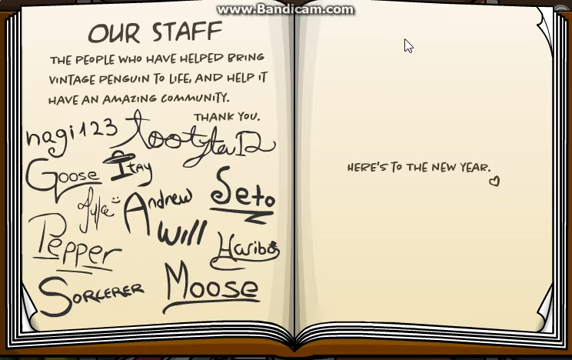 www.Bandicam.com
OUR STAFF
THE PEOPLE WHO HAVE HELPED BRING
VINTAGE PENGUIN TO LIFE, AND HELP IT
HAVE AN AMAZING COMMUNITY.
THANK YOU.
nagi123
Goose Itay
Andrew Seto
Will
Pepper Haribo
Sorcerer Moose
HERE'S TO THE NEW YEAR.